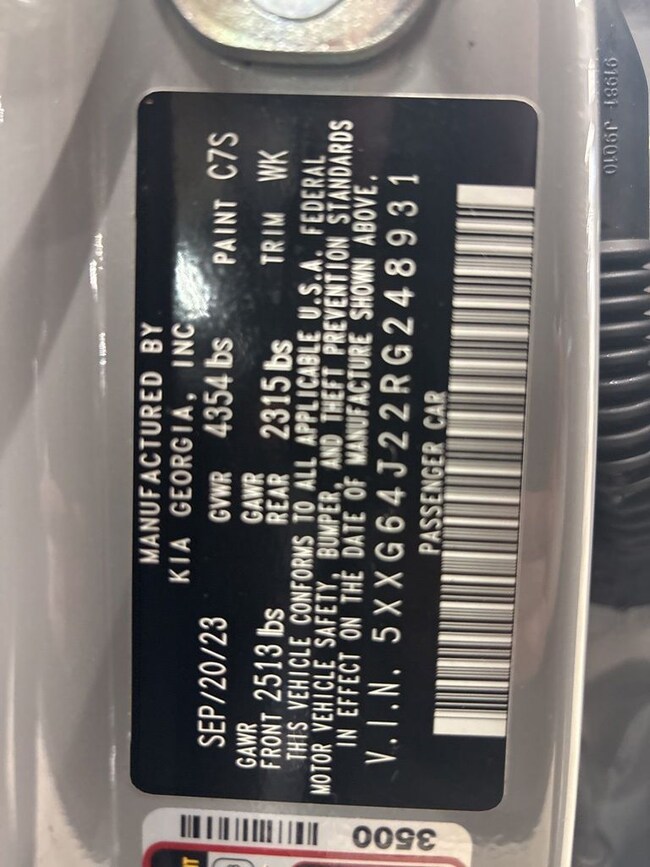 MANUFACTURED BY
KIA GEORGIA, INC
SEP/20/23 GVWR 4354 lbs PAINT C7S
GAWR FRONT 2513 lbs GAWR REAR 2315 lbs TRIM WK
THIS VEHICLE CONFORMS TO ALL APPLICABLE U.S.A. FEDERAL
MOTOR VEHICLE SAFETY, BUMPER, AND THEFT PREVENTION STANDARDS
IN EFFECT ON THE DATE OF MANUFACTURE SHOWN ABOVE.
V.I.N. 5XXG64J22RG248931
PASSENGER CAR
3500
91981-J9010